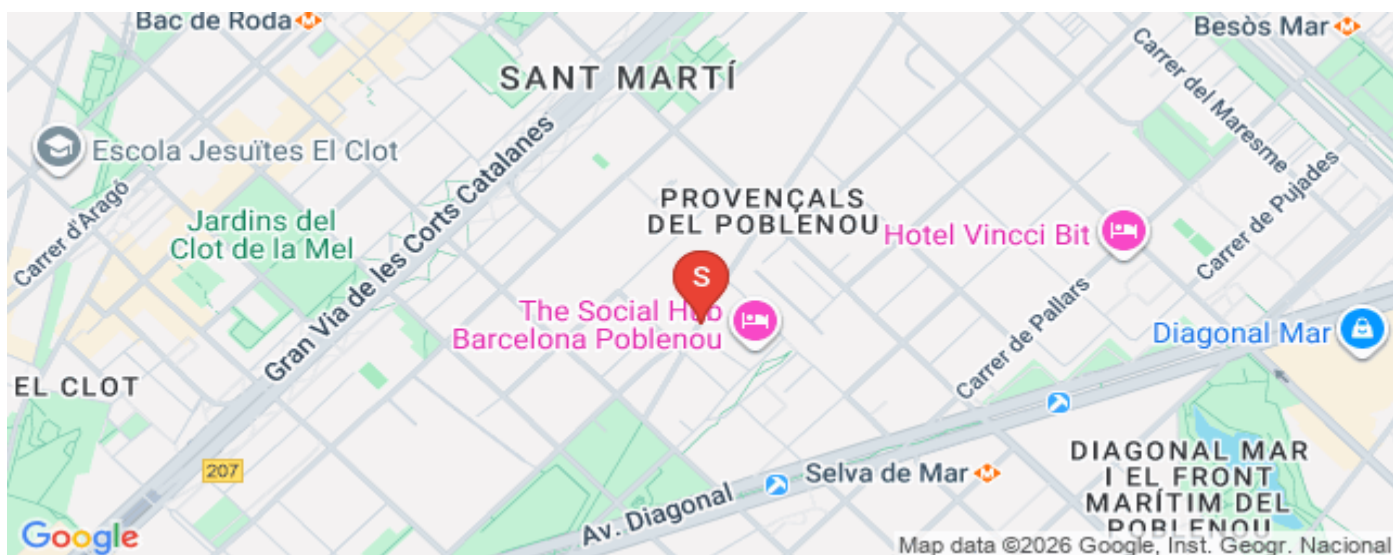 Bac de Roda
Besòs Mar
SANT MARTÍ
Carrer del Maresme
Escola Jesuïtes El Clot
Carrer d'Aragó
Gran Via de les Corts Catalanes
Carrer de Pujades
PROVENÇALS
DEL POBLENOU
Jardins del
Clot de la Mel
Hotel Vincci Bit
S
The Social Hub
Barcelona Poblenou
Carrer de Pallars
Diagonal Mar
EL CLOT
207
Selva de Mar
Av. Diagonal
DIAGONAL MAR
I EL FRONT
MARÍTIM DEL
POBLENOU
Google
Map data ©2026 Google, Inst. Geogr. Nacional